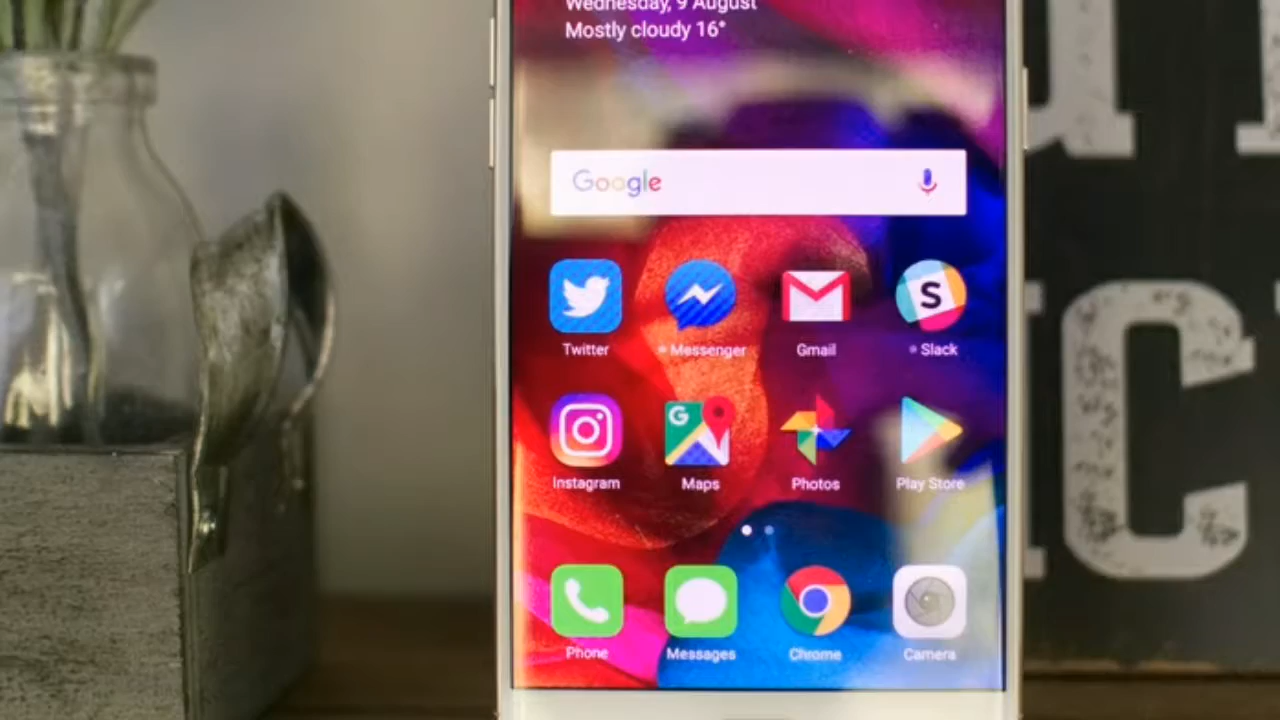 Wednesday, 9 August
Mostly cloudy 16°
Google
Twitter
Messenger
Gmail
S
Slack
G
Instagram
Maps
Photos
Play Store
Phone
Messages
Chrome
Camera
C